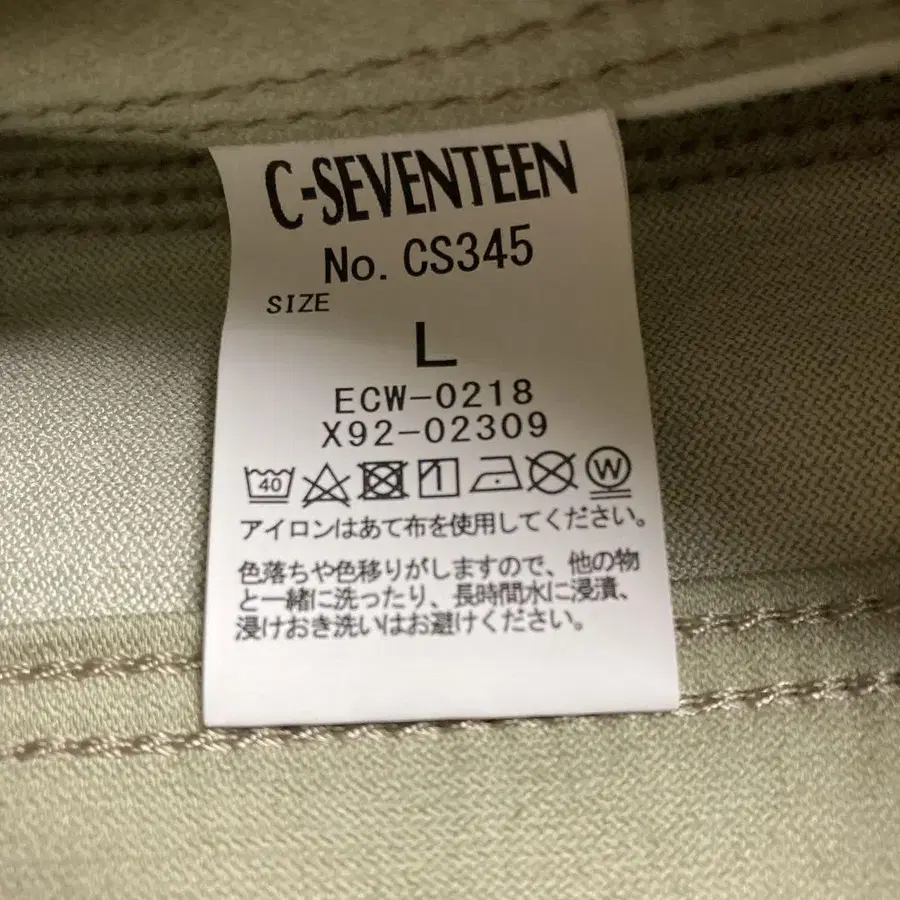 C-SEVENTEEN
No. CS345
SIZE
L
ECW-0218
X92-02309
40 W
アイロンはあて布を使用してください。
色落ちや色移りがしますので、他の物
と一緒に洗ったり、長時間水に浸漬、
浸けおき洗いはお避けください。